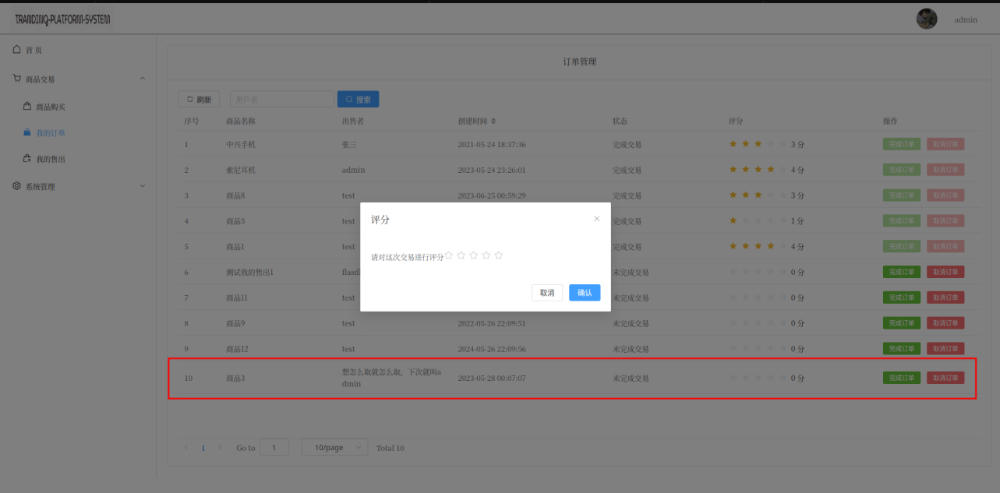 TRANDINQ-PLATFORM-SYSTEM
admin
首页
商品交易
商品购买
我的订单
我的售出
系统管理
订单管理
刷新 用户名 搜索
序号 商品名称 出售者 创建时间 状态 评分 操作
1 中兴手机 张三 2021-05-24 18:37:36 完成交易 3 分 完成订单 取消订单
2 索尼耳机 admin 2023-05-24 23:26:01 完成交易 4 分 完成订单 取消订单
3 商品8 test 2023-06-25 00:59:29 完成交易 3 分 完成订单 取消订单
4 商品5 test 完成交易 1 分 完成订单 取消订单
5 商品1 test 完成交易 4 分 完成订单 取消订单
6 测试我的售出1 未完成交易 0 分 完成订单 取消订单
7 商品11 test 未完成交易 0 分 完成订单 取消订单
8 商品9 test 2022-05-26 22:09:51 未完成交易 0 分 完成订单 取消订单
9 商品12 test 2024-05-26 22:09:56 未完成交易 0 分 完成订单 取消订单
10 商品3 想怎么取就怎么取，下次就叫a
dmin 2023-05-28 00:07:07 未完成交易 0 分 完成订单 取消订单
评分
请对这次交易进行评分
取消 确认
1 Go to 1 10/page Total 10